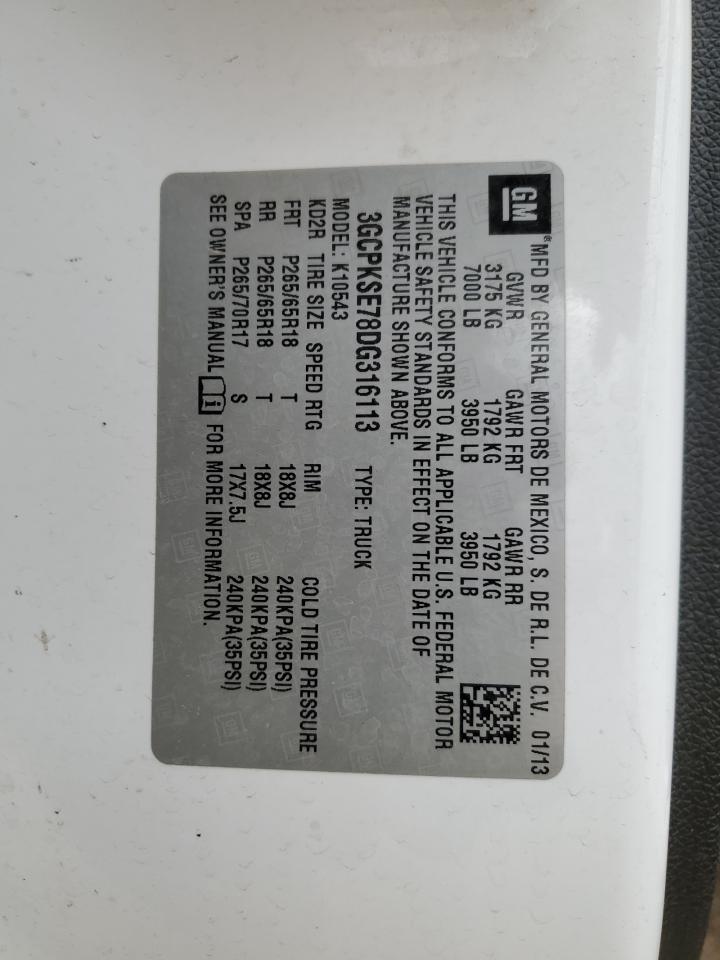 GM
®MFD BY GENERAL MOTORS DE MEXICO, S. DE R.L. DE C.V. 01/13
GVWR GAWR FRT GAWR RR
3175 KG 1792 KG 1792 KG
7000 LB 3950 LB 3950 LB
THIS VEHICLE CONFORMS TO ALL APPLICABLE U.S. FEDERAL MOTOR
VEHICLE SAFETY STANDARDS IN EFFECT ON THE DATE OF
MANUFACTURE SHOWN ABOVE.
3GCPKSE78DG316113 TYPE: TRUCK
MODEL: K10543
KD2R TIRE SIZE SPEED RTG RIM COLD TIRE PRESSURE
FRT P265/65R18 T 18X8J 240KPA(35PSI)
RR P265/65R18 T 18X8J 240KPA(35PSI)
SPA P265/70R17 S 17X7.5J 240KPA(35PSI)
SEE OWNER'S MANUAL FOR MORE INFORMATION.